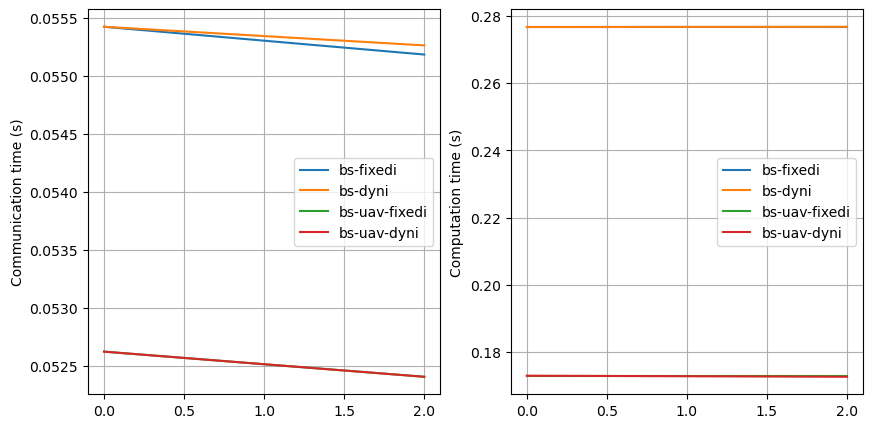 Communication time (s)
0.0555
0.0550
0.0545
0.0540
0.0535
0.0530
0.0525
0.0
0.5
1.0
1.5
2.0
bs-fixedi
bs-dyni
bs-uav-fixedi
bs-uav-dyni
Computation time (s)
0.28
0.26
0.24
0.22
0.20
0.18
0.0
0.5
1.0
1.5
2.0
bs-fixedi
bs-dyni
bs-uav-fixedi
bs-uav-dyni